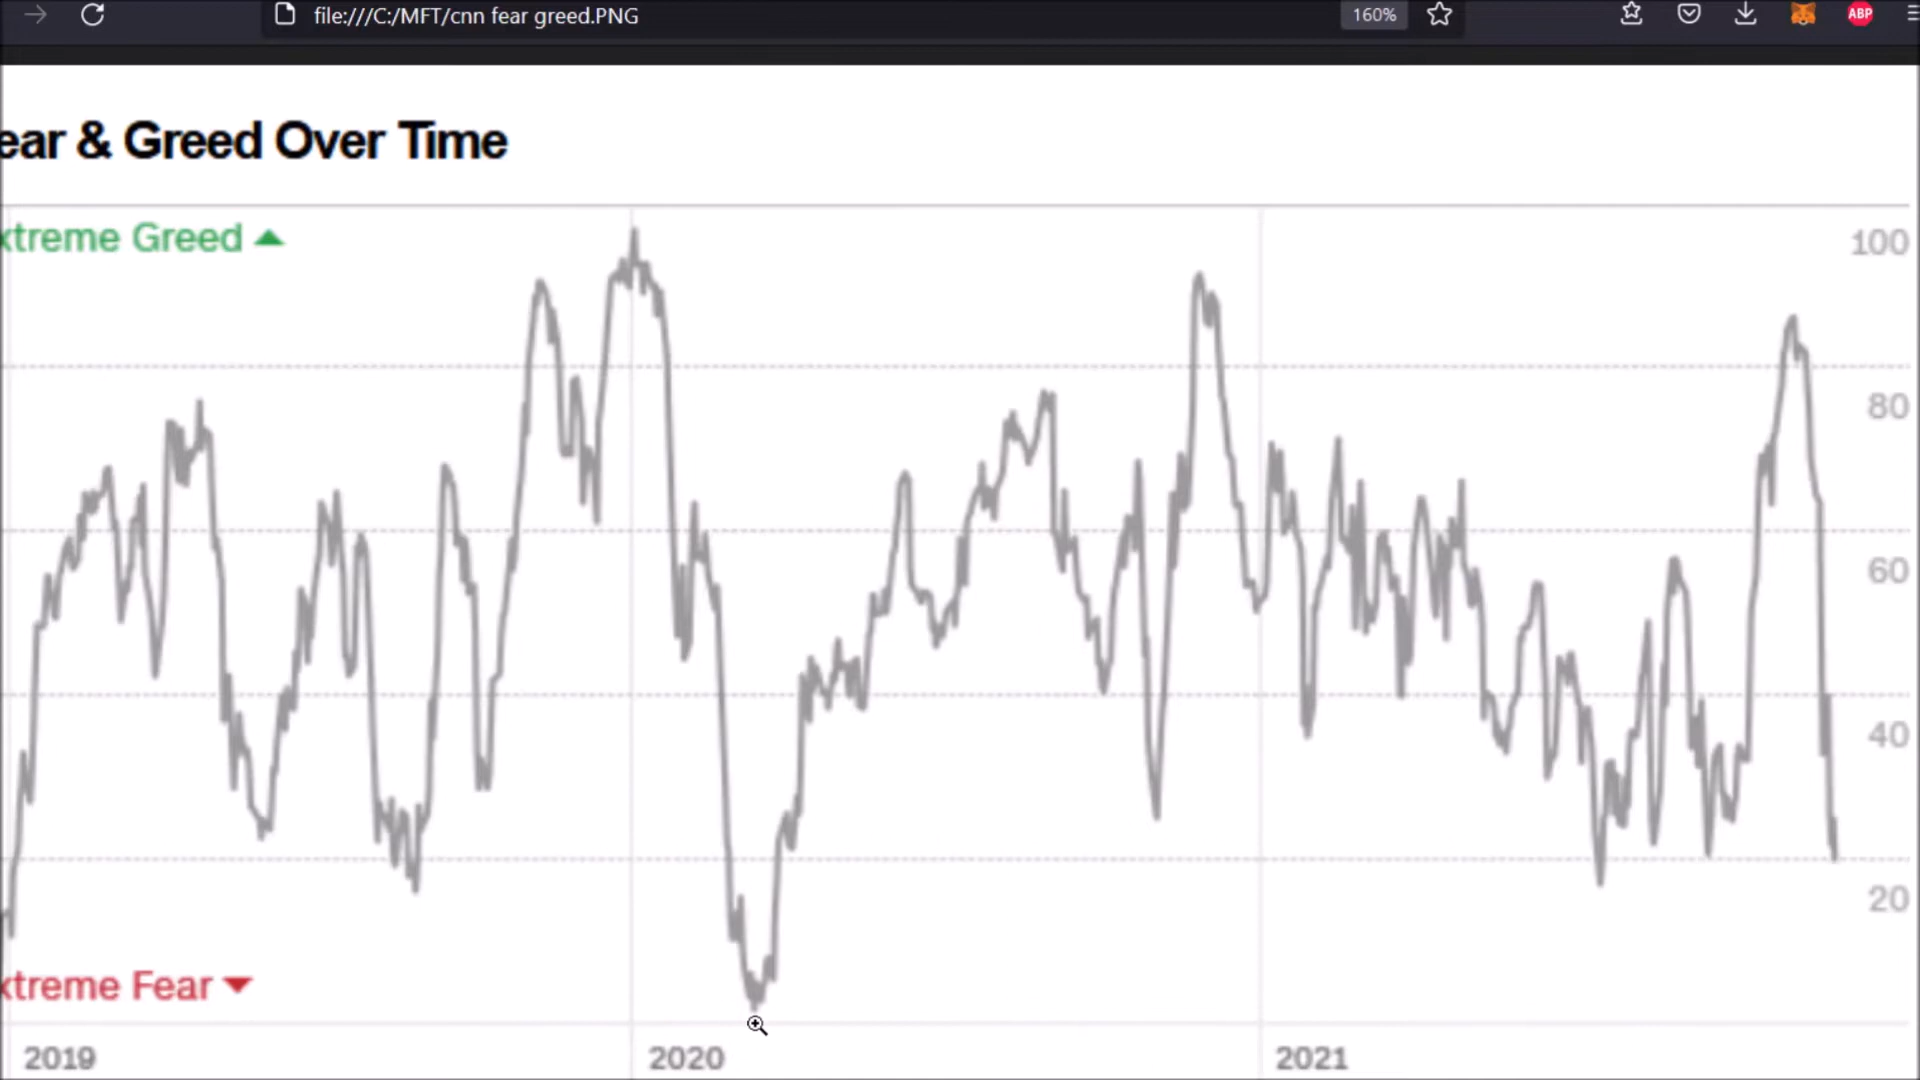 file:///C:/MFT/cnn fear greed.PNG
160%
ABP
ear & Greed Over Time
xtreme Greed
100
80
60
40
20
xtreme Fear
2019
2020
2021